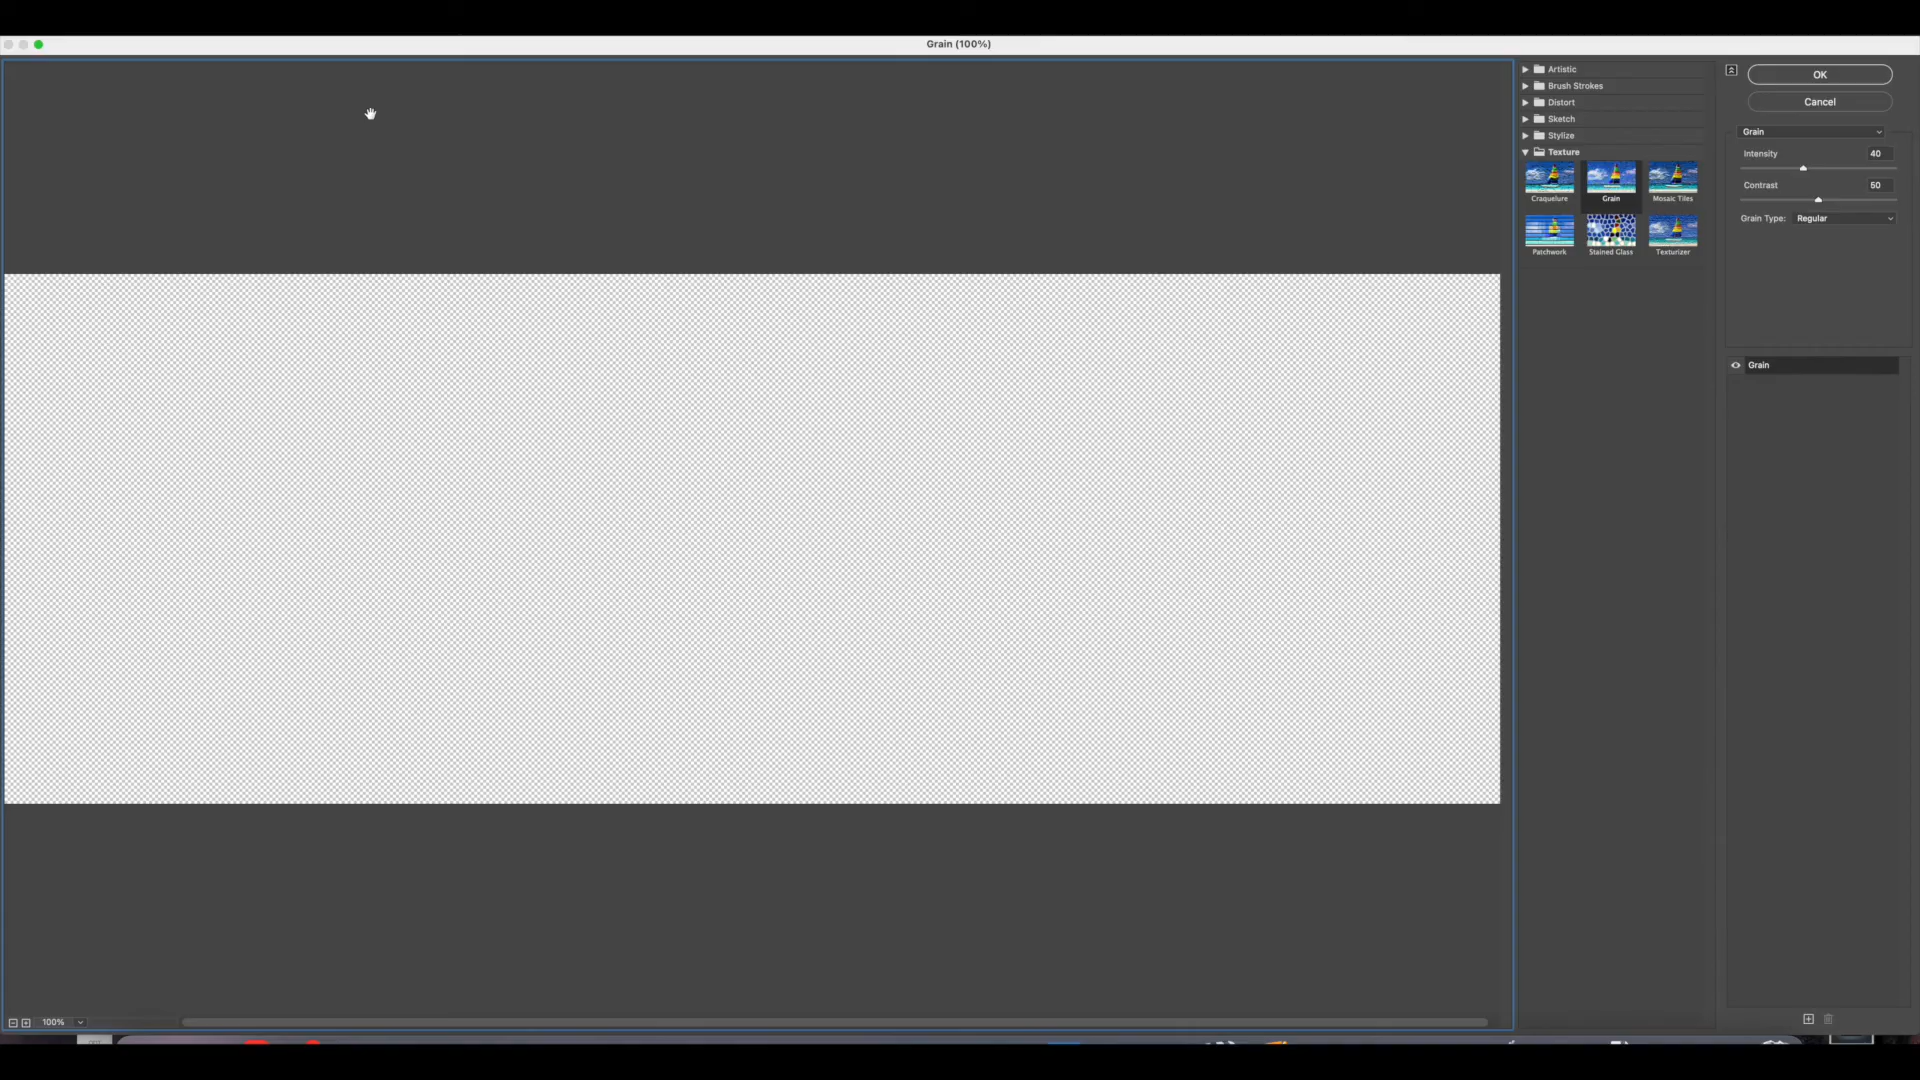 Grain (100%)
Artistic
Brush Strokes
Distort
Sketch
Stylize
Texture
Craquelure
Grain
Mosaic Tiles
Patchwork
Stained Glass
Texturizer
OK
Cancel
Grain
Intensity
40
Contrast
50
Grain Type:
Regular
Grain
100%